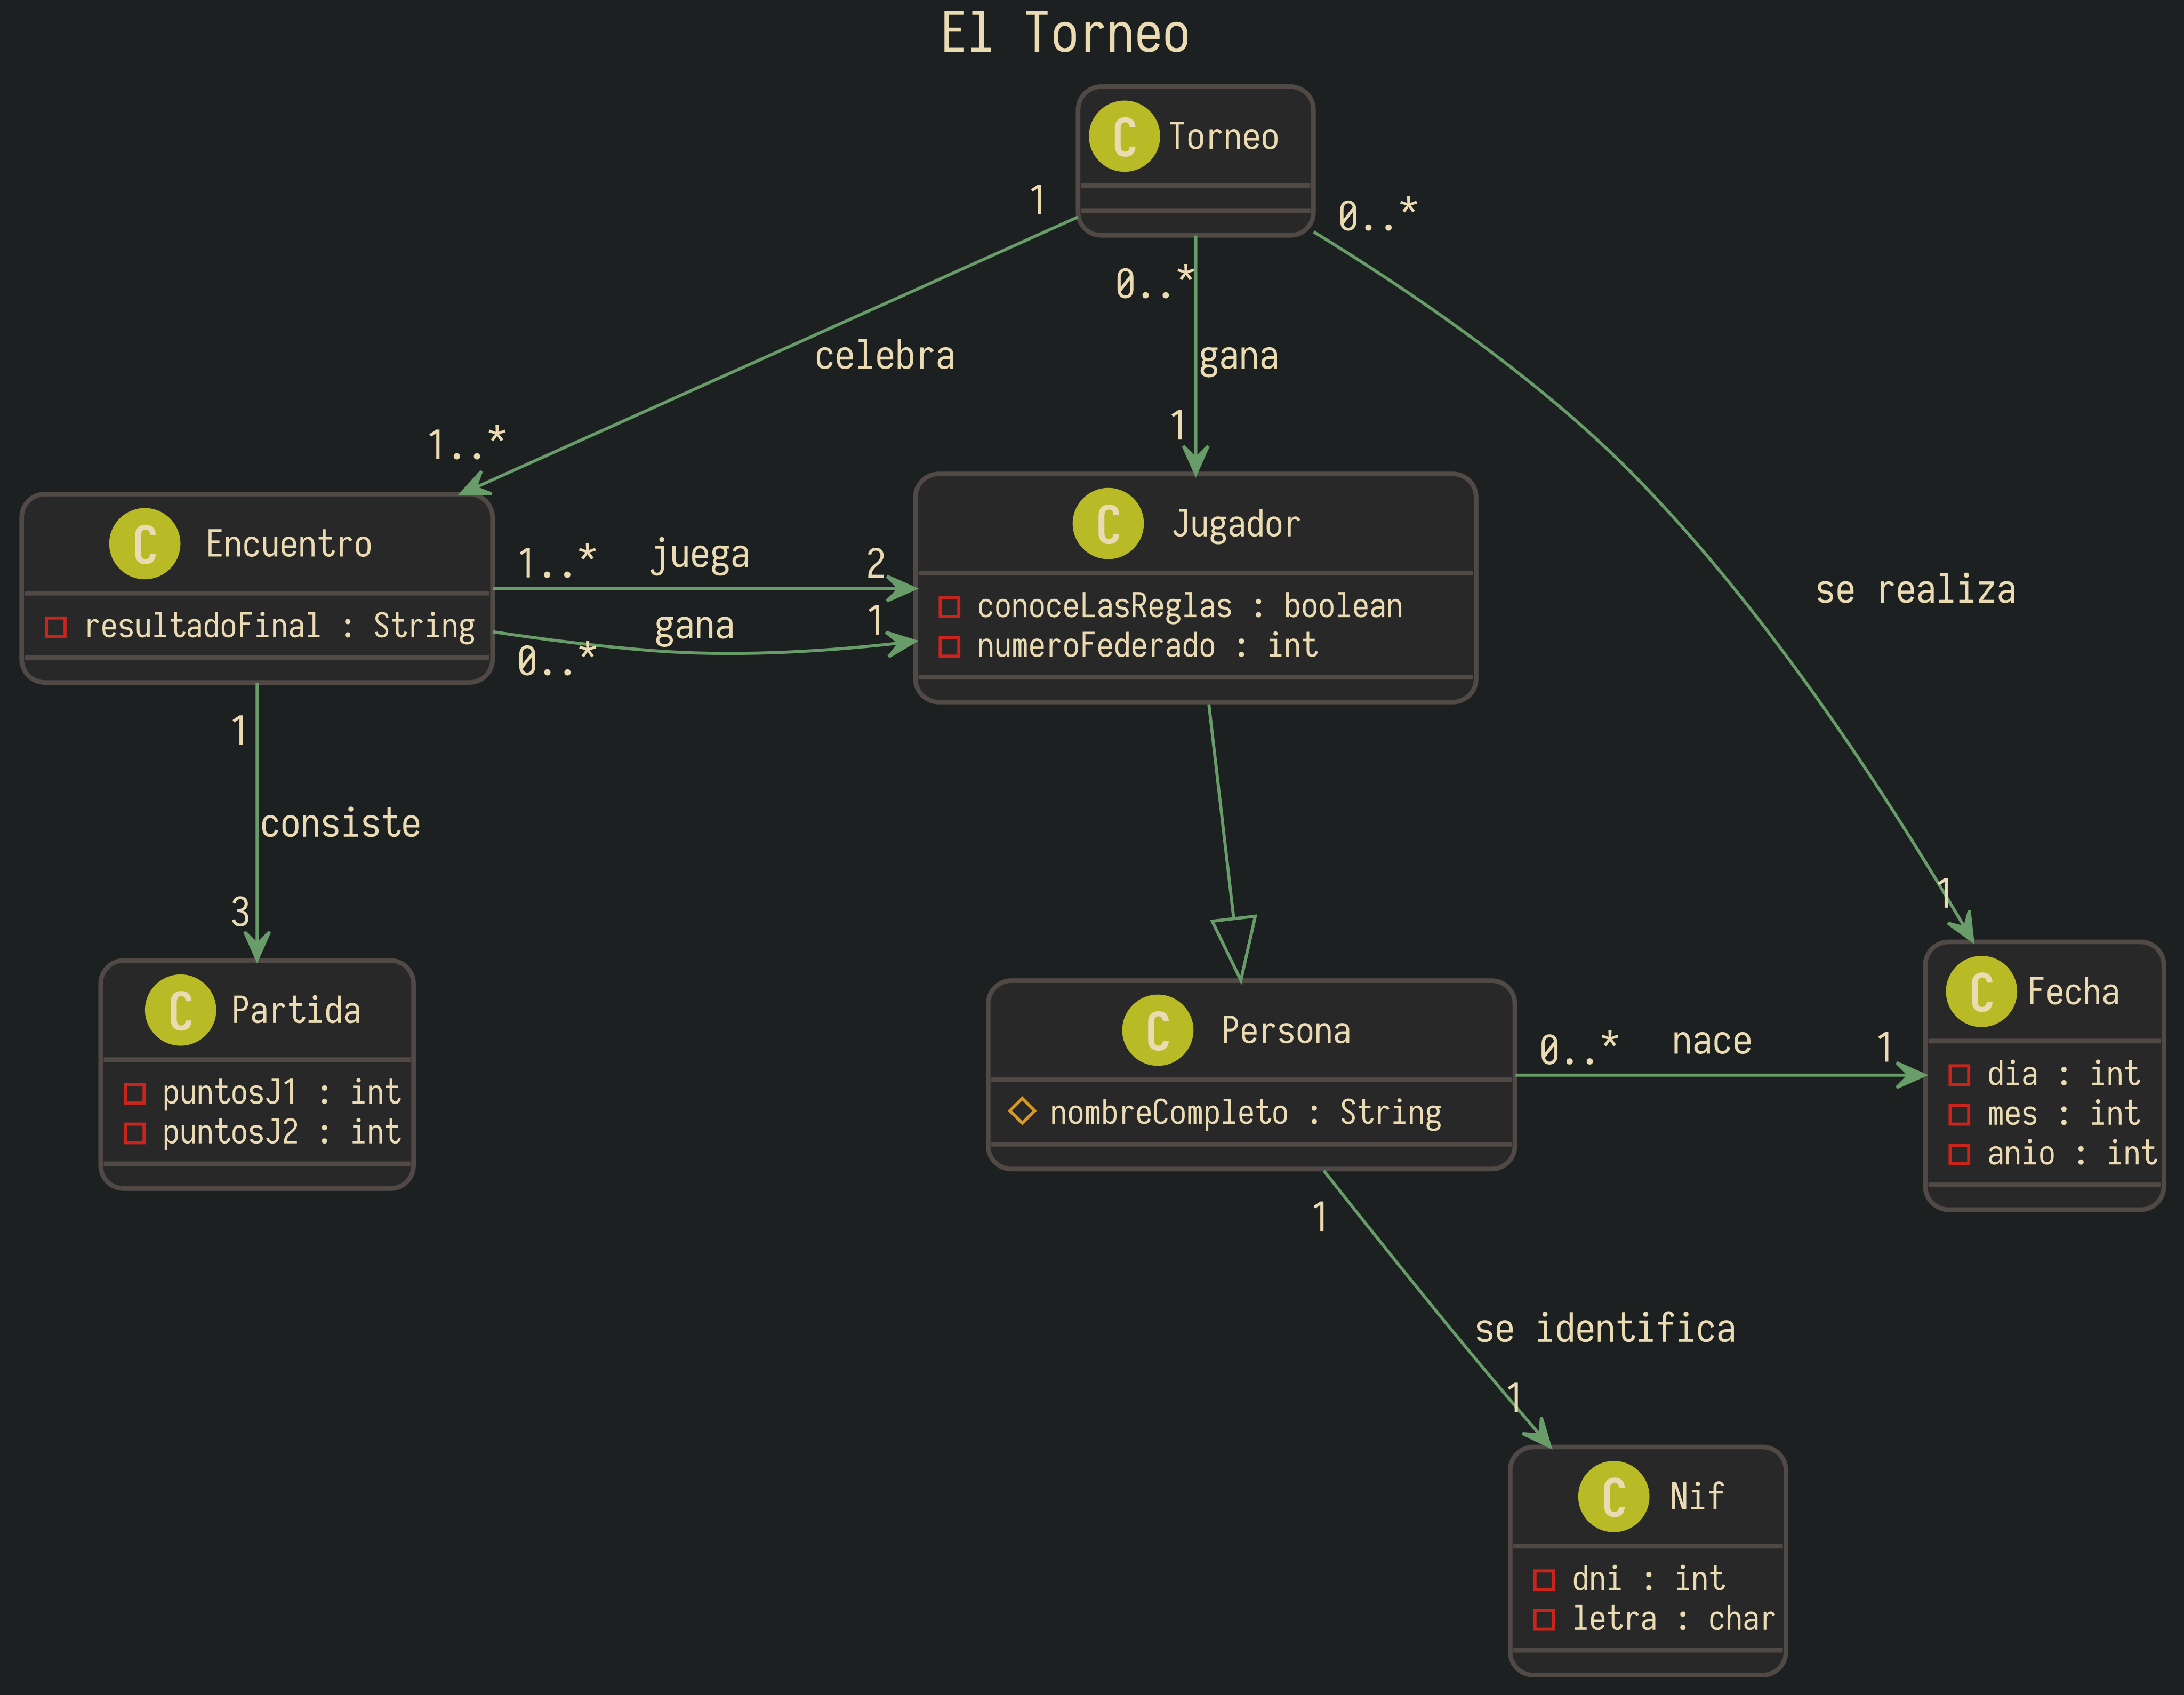 El Torneo
C Torneo
1
0..*
0..*
celebra
gana
1
1..*
C Encuentro
resultadoFinal : String
1..* juega 2
gana 1
0..*
C Jugador
conoceLasReglas : boolean
numeroFederado : int
se realiza
1
consiste
3
1
C Partida
puntosJ1 : int
puntosJ2 : int
C Persona
nombreCompleto : String
0..* nace 1
C Fecha
dia : int
mes : int
anio : int
1
se identifica
1
C Nif
dni : int
letra : char